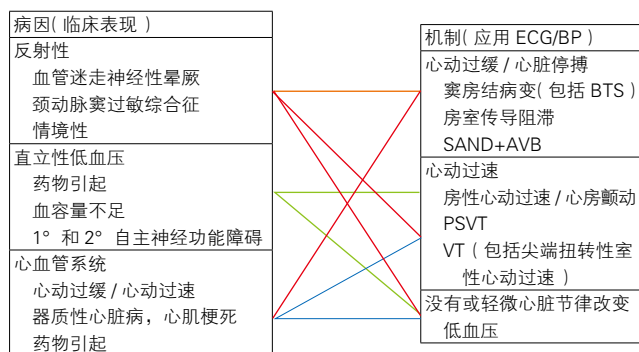 病因（临床表现）
反射性
血管迷走神经性晕厥
颈动脉窦过敏综合征
情境性
直立性低血压
药物引起
血容量不足
1° 和 2° 自主神经功能障碍
心血管系统
心动过缓 / 心动过速
器质性心脏病，心肌梗死
药物引起
机制（应用 ECG/BP）
心动过缓 / 心脏停搏
窦房结病变（包括 BTS）
房室传导阻滞
SAND+AVB
心动过速
房性心动过速 / 心房颤动
PSVT
VT（包括尖端扭转性室
性心动过速）
没有或轻微心脏节律改变
低血压